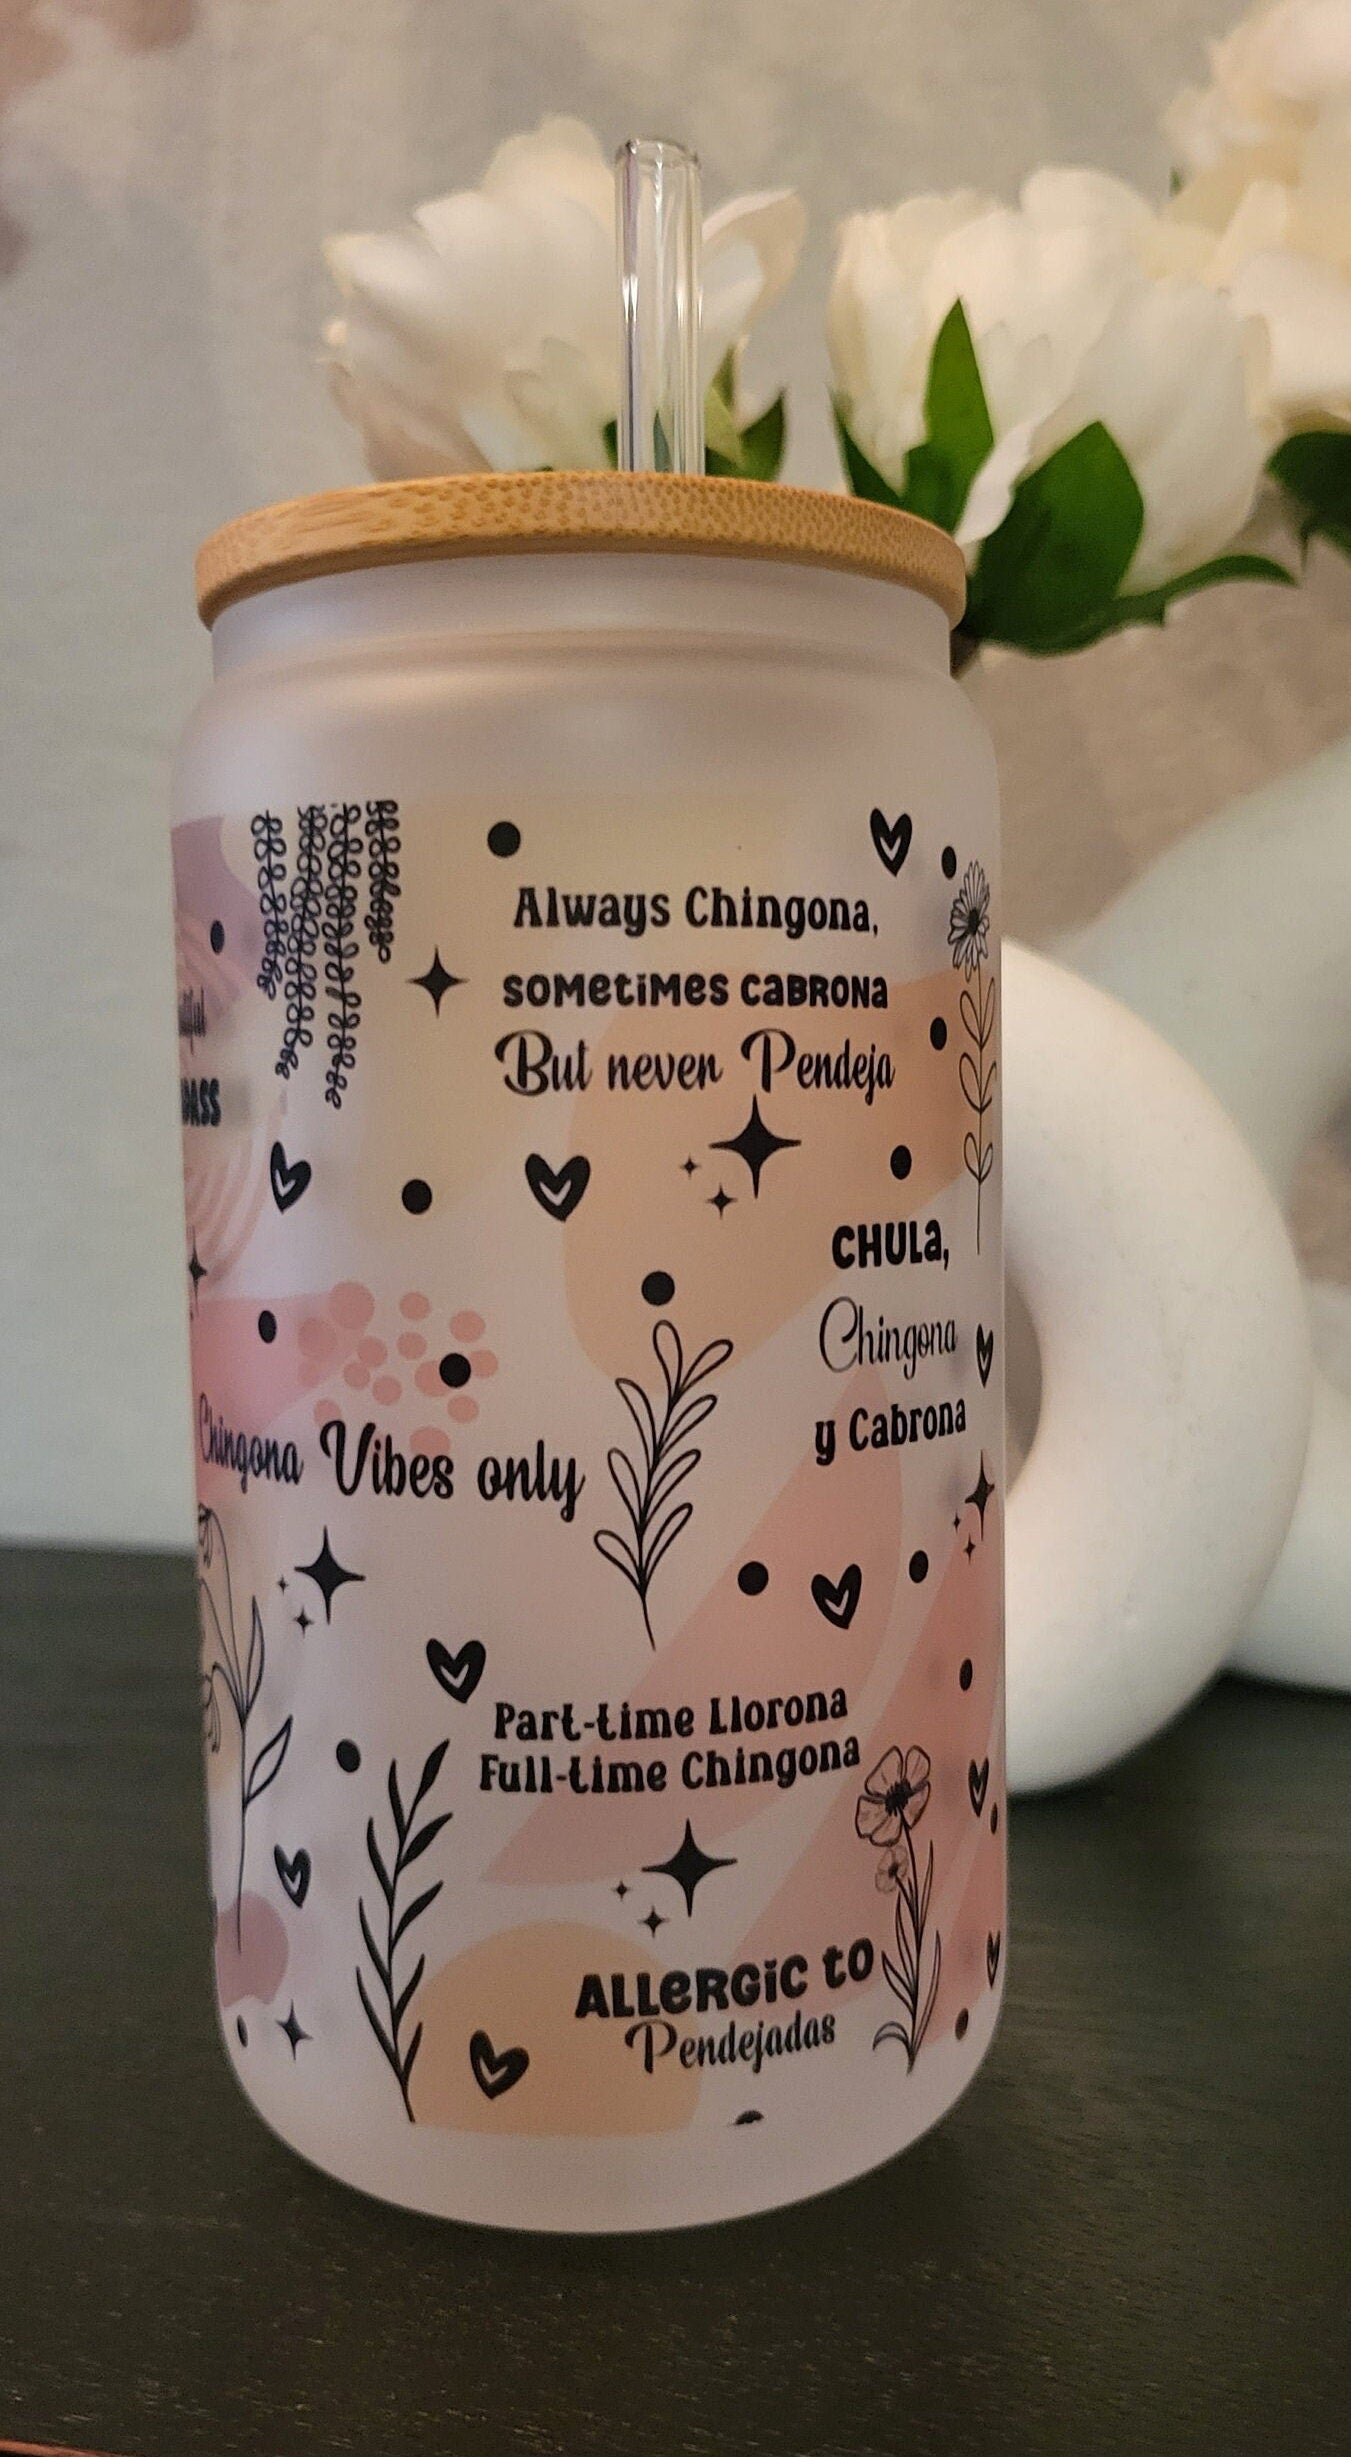 Always Chingona,
sometimes cabrona
But never Pendeja
CHULa,
Chingona
y Cabrona
Chingona Vibes only
Part-time Llorona
Full-time Chingona
ALLeRGic to
Pendejadas